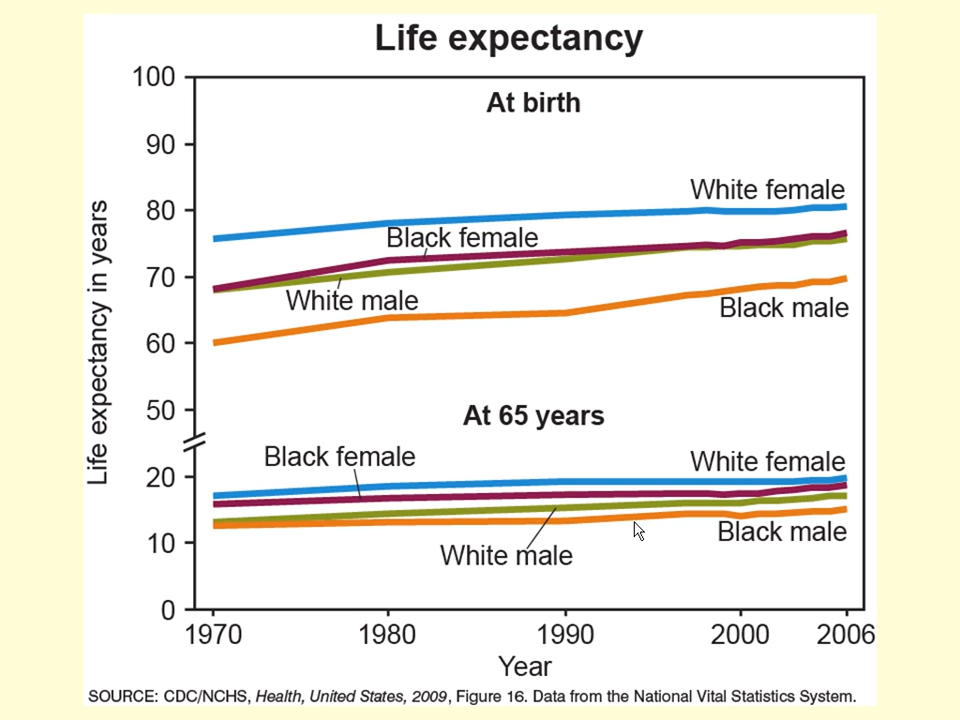 Life expectancy
100
At birth
90
White female
80
Black female
70
White male
Black male
60
50
At 65 years
Black female
White female
20
10
Black male
White male
0
1970 1980 1990 2000 2006
Year
Life expectancy in years
SOURCE: CDC/NCHS, Health, United States, 2009, Figure 16. Data from the National Vital Statistics System.